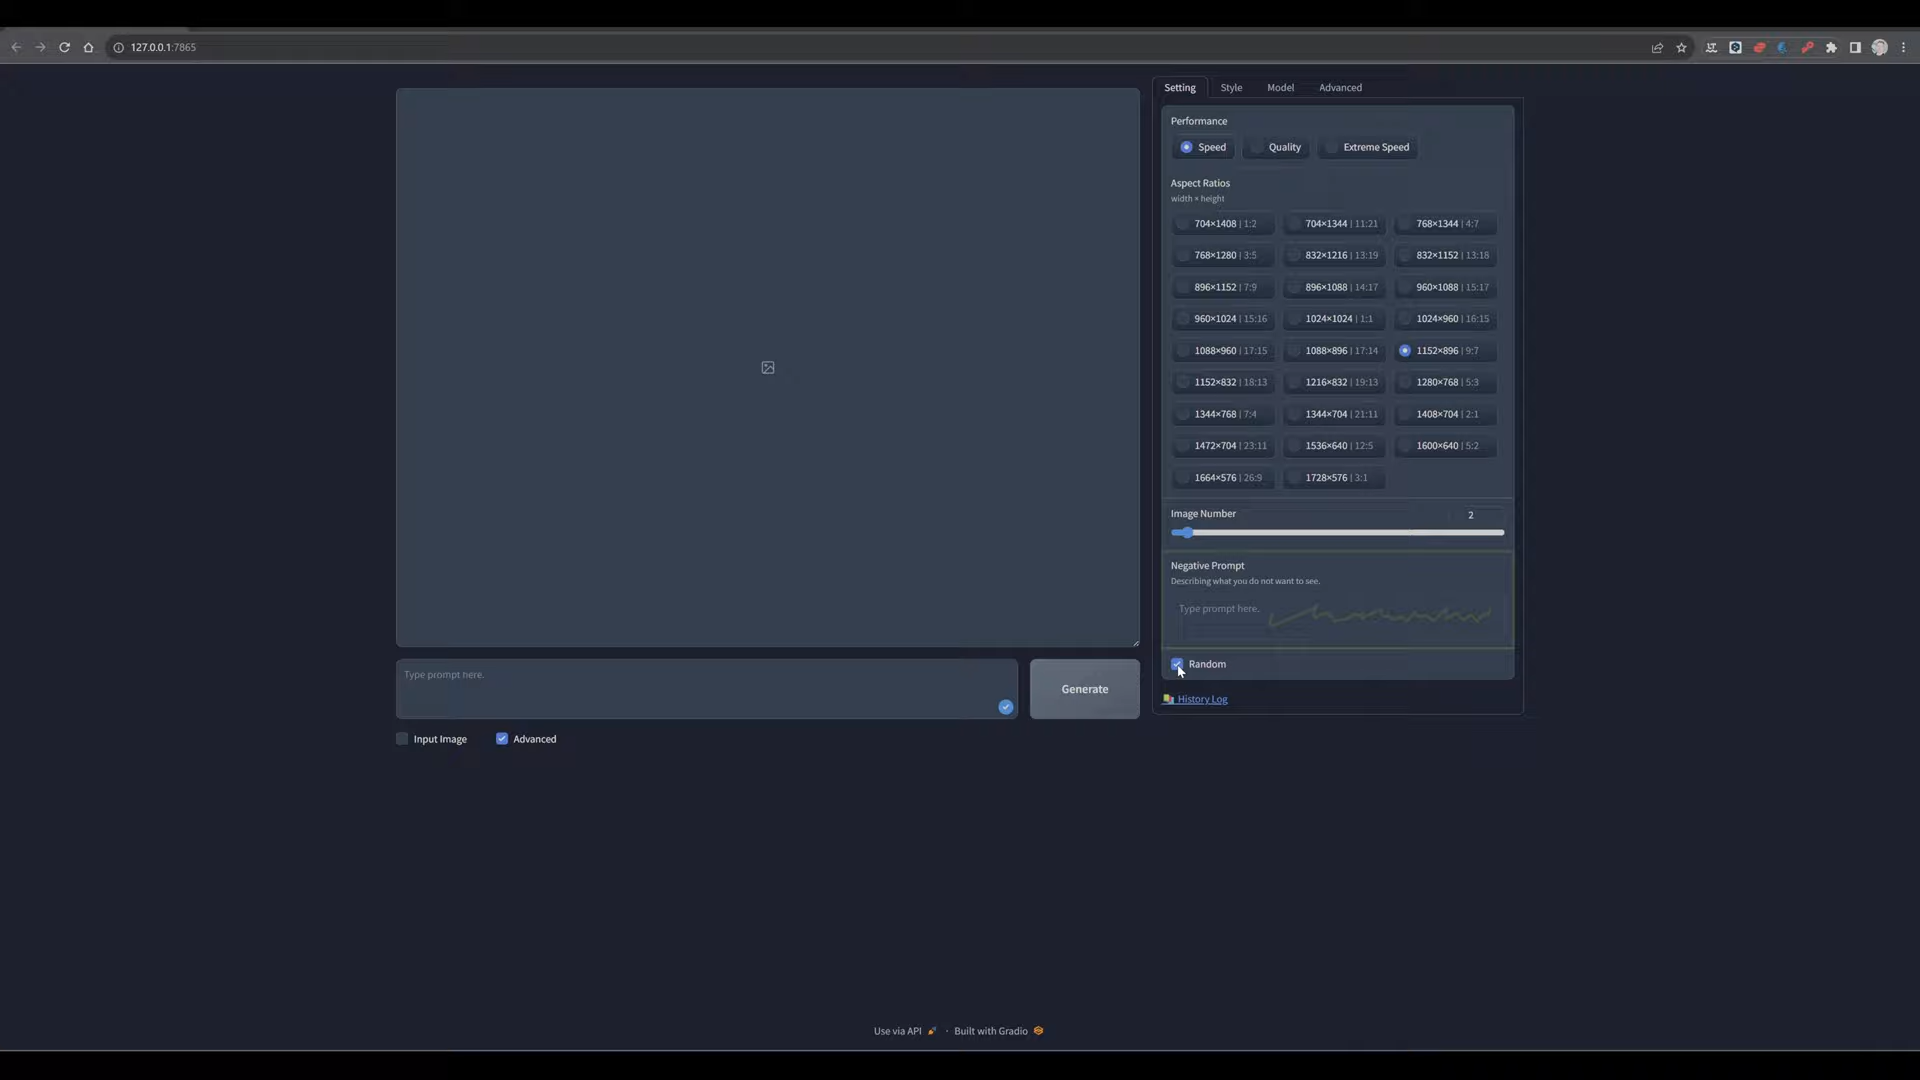 127.0.0.1:7865
Setting Style Model Advanced
Performance
Speed Quality Extreme Speed
Aspect Ratios
width × height
704×1408 | 1:2 704×1344 | 11:21 768×1344 | 4:7
768×1280 | 3:5 832×1216 | 13:19 832×1152 | 13:18
896×1152 | 7:9 896×1088 | 14:17 960×1088 | 15:17
960×1024 | 15:16 1024×1024 | 1:1 1024×960 | 16:15
1088×960 | 17:15 1088×896 | 17:14 1152×896 | 9:7
1152×832 | 18:13 1216×832 | 19:13 1280×768 | 5:3
1344×768 | 7:4 1344×704 | 21:11 1408×704 | 2:1
1472×704 | 23:11 1536×640 | 12:5 1600×640 | 5:2
1664×576 | 26:9 1728×576 | 3:1
Image Number 2
Negative Prompt
Describing what you do not want to see.
Type prompt here.
Random
History Log
Type prompt here.
Generate
Input Image Advanced
Use via API · Built with Gradio